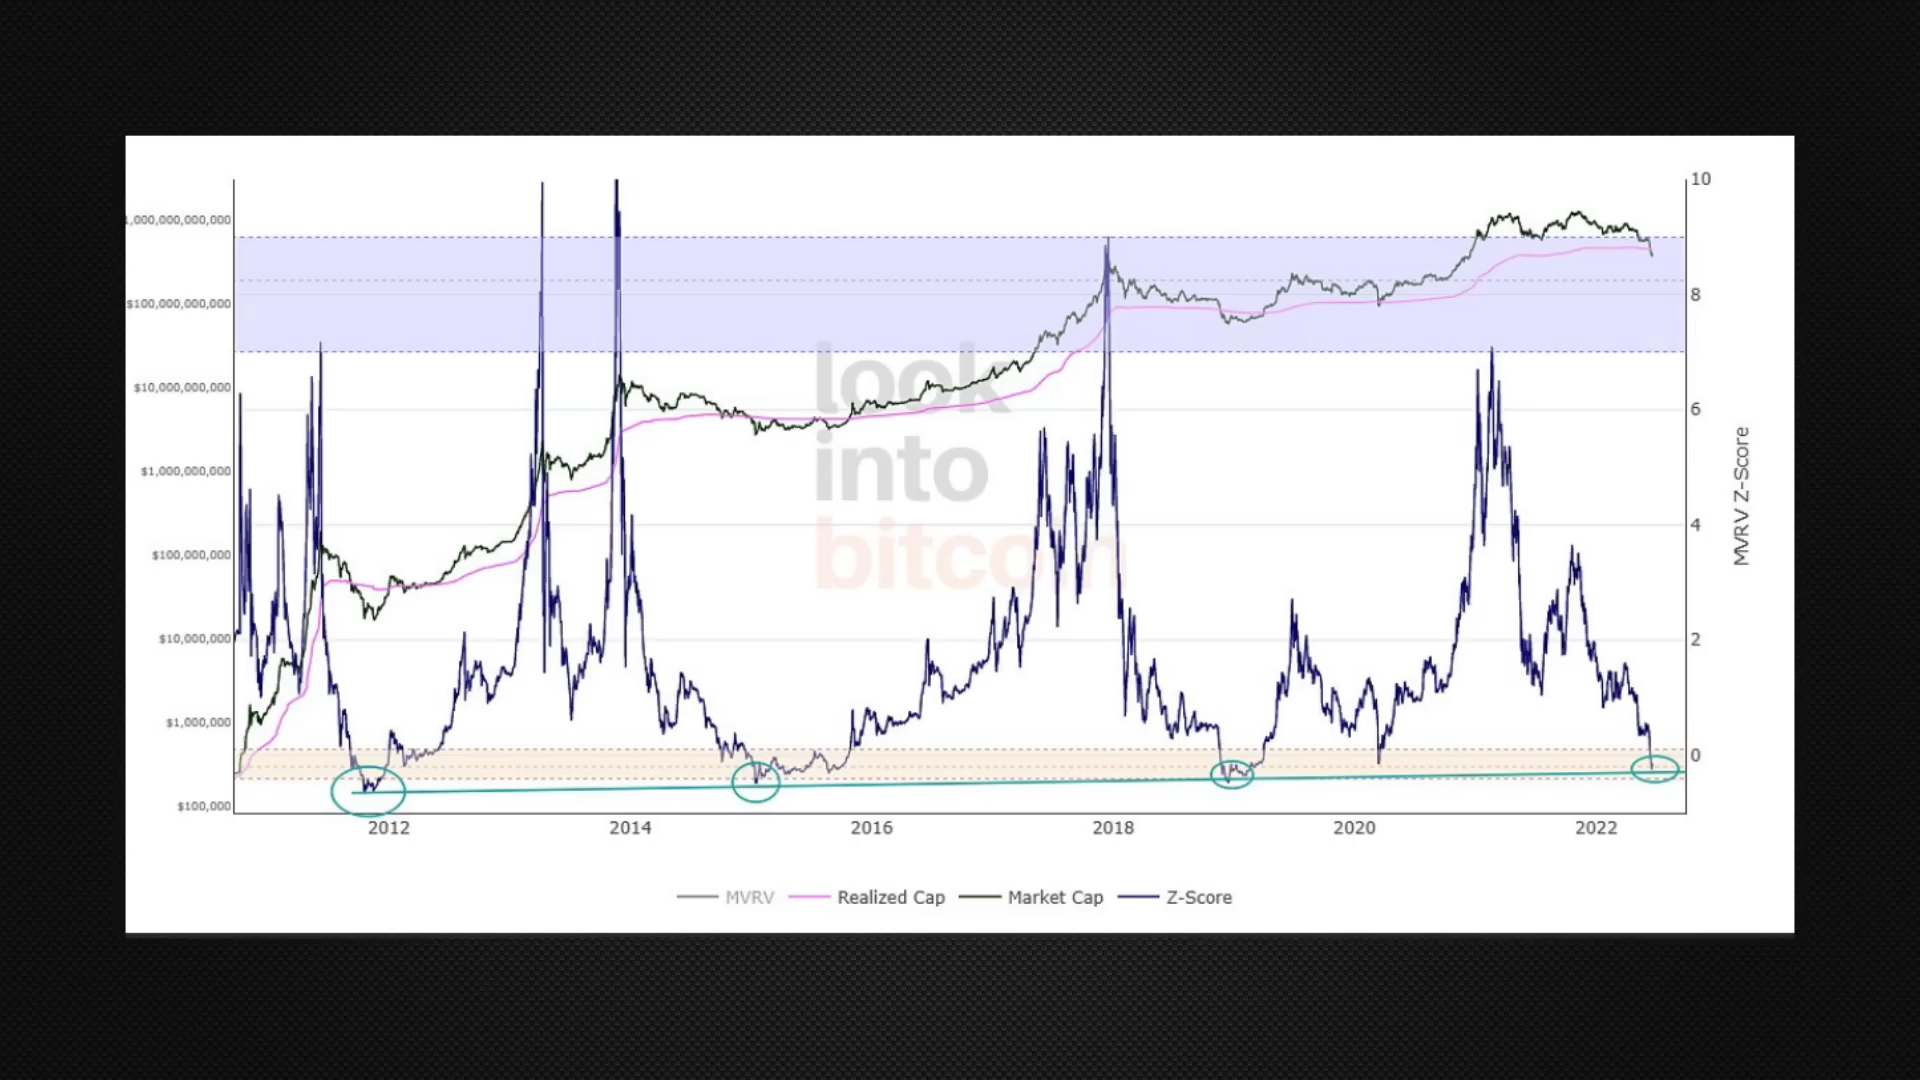 10
1,000,000,000,000
$100,000,000,000
8
$10,000,000,000
6
$1,000,000,000
4
$100,000,000
$10,000,000
2
$1,000,000
0
$100,000
MVRV Z-Score
look
into
bitcoin
2012 2014 2016 2018 2020 2022
MVRV Realized Cap Market Cap Z-Score